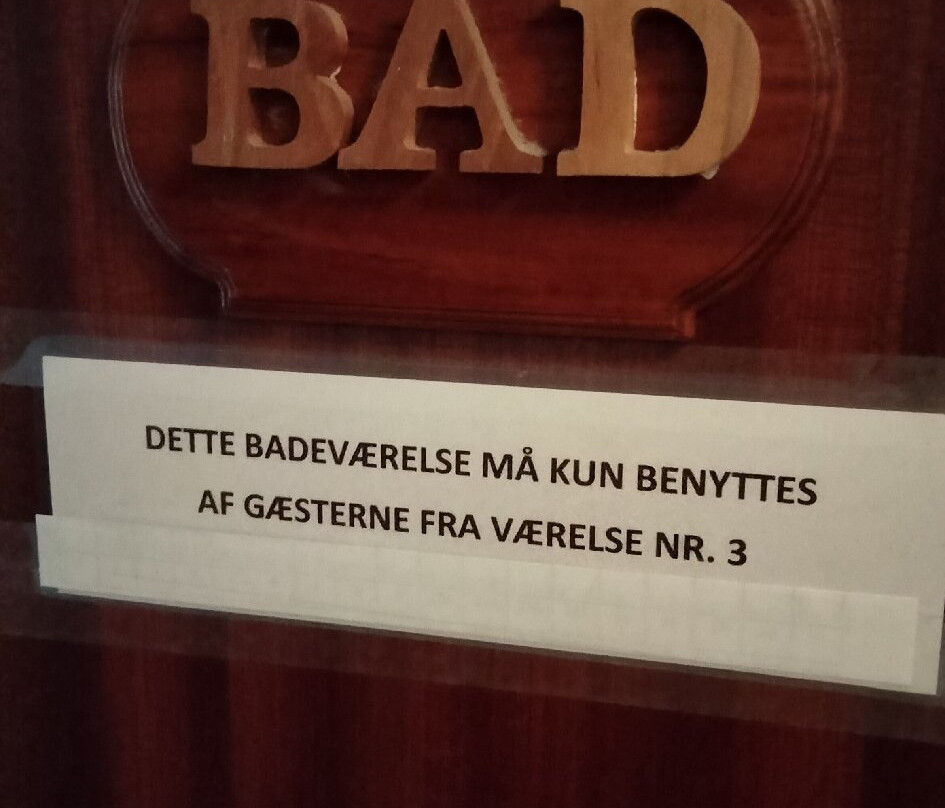 BAD
DETTE BADEVÆRELSE MÅ KUN BENYTTES
AF GÆSTERNE FRA VÆRELSE NR. 3